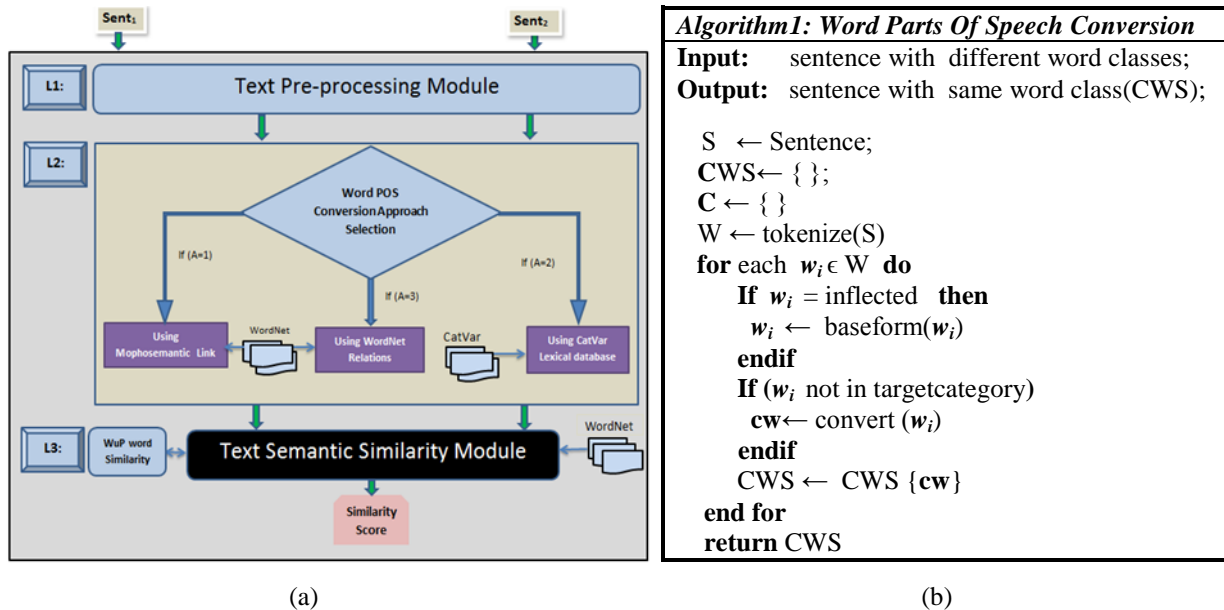 Sent1
Sent2
L1:
Text Pre-processing Module
L2:
Word POS
Conversion Approach
Selection
If (A=1)
If (A=2)
If (A=3)
Using
Mophosemantic Link
WordNet
Using WordNet
Relations
CatVar
Using CatVar
Lexical database
L3:
WuP word
Similarity
Text Semantic Similarity Module
WordNet
Similarity
Score
(a)
Algorithm1: Word Parts Of Speech Conversion
Input: sentence with different word classes;
Output: sentence with same word class(CWS);
S ← Sentence;
CWS← { };
C ← { }
W ← tokenize(S)
for each wi ϵ W do
If wi = inflected then
wi ← baseform(wi)
endif
If (wi not in targetcategory)
cw← convert (wi)
endif
CWS ← CWS {cw}
end for
return CWS
(b)